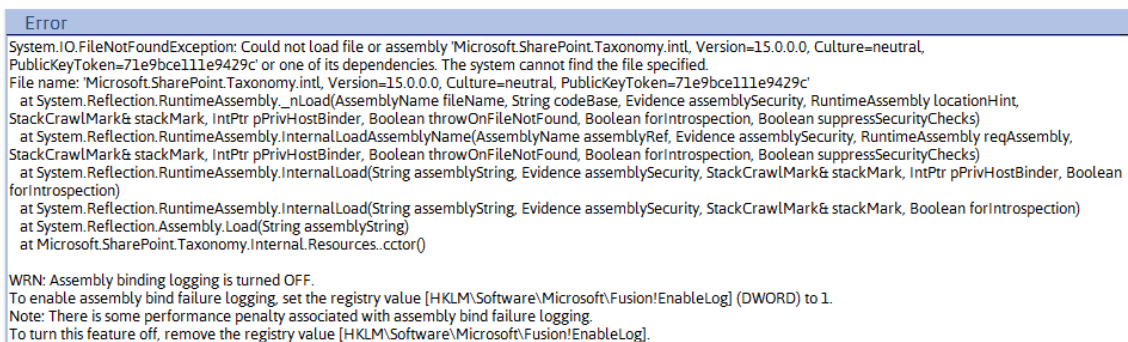 Error
System.IO.FileNotFoundException: Could not load file or assembly 'Microsoft.SharePoint.Taxonomy.intl, Version=15.0.0.0, Culture=neutral,
PublicKeyToken=71e9bce111e9429c' or one of its dependencies. The system cannot find the file specified.
File name: 'Microsoft.SharePoint.Taxonomy.intl, Version=15.0.0.0, Culture=neutral, PublicKeyToken=71e9bce111e9429c'
at System.Reflection.RuntimeAssembly._nLoad(AssemblyName fileName, String codeBase, Evidence assemblySecurity, RuntimeAssembly locationHint,
StackCrawlMark& stackMark, IntPtr pPrivHostBinder, Boolean throwOnFileNotFound, Boolean forIntrospection, Boolean suppressSecurityChecks)
at System.Reflection.RuntimeAssembly.InternalLoadAssemblyName(AssemblyName assemblyRef, Evidence assemblySecurity, RuntimeAssembly reqAssembly,
StackCrawlMark& stackMark, IntPtr pPrivHostBinder, Boolean throwOnFileNotFound, Boolean forIntrospection, Boolean suppressSecurityChecks)
at System.Reflection.RuntimeAssembly.InternalLoad(String assemblyString, Evidence assemblySecurity, StackCrawlMark& stackMark, IntPtr pPrivHostBinder, Boolean
forIntrospection)
at System.Reflection.RuntimeAssembly.InternalLoad(String assemblyString, Evidence assemblySecurity, StackCrawlMark& stackMark, Boolean forIntrospection)
at System.Reflection.Assembly.Load(String assemblyString)
at Microsoft.SharePoint.Taxonomy.Internal.Resources..cctor()
WRN: Assembly binding logging is turned OFF.
To enable assembly bind failure logging, set the registry value [HKLM\Software\Microsoft\Fusion!EnableLog] (DWORD) to 1.
Note: There is some performance penalty associated with assembly bind failure logging.
To turn this feature off, remove the registry value [HKLM\Software\Microsoft\Fusion!EnableLog].